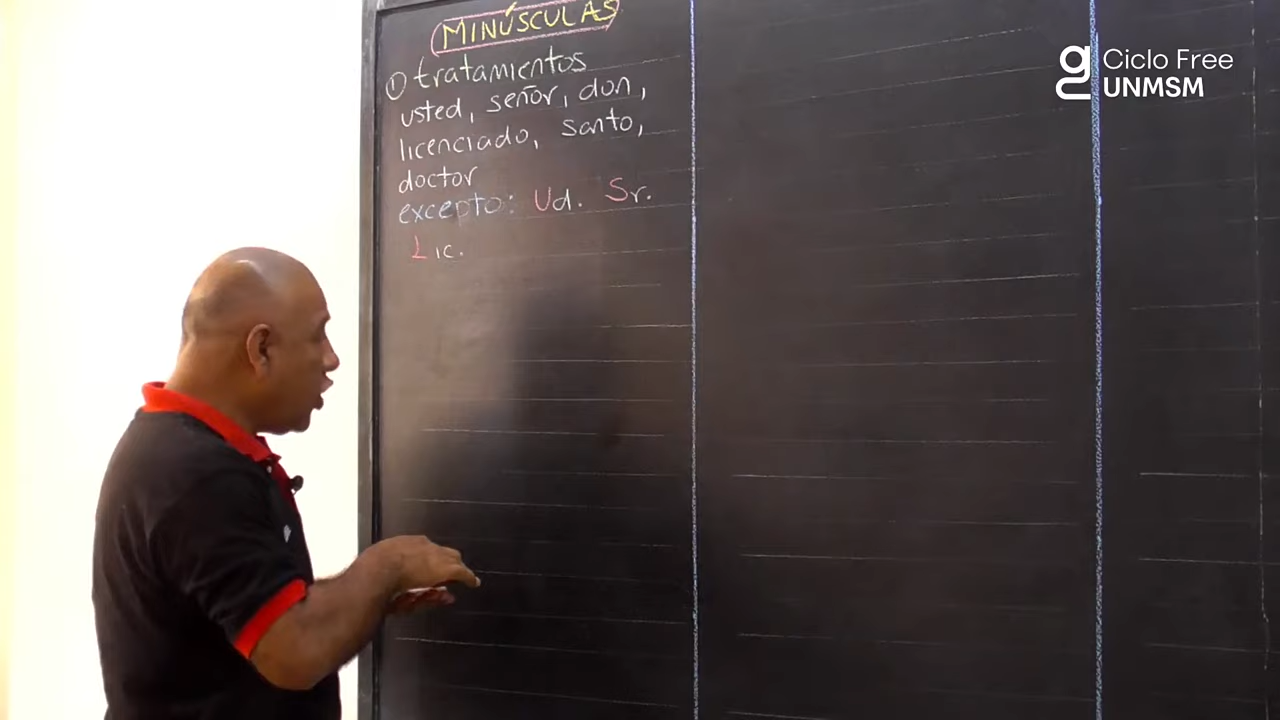 MINÚSCULAS
① tratamientos
usted, señor, don,
licenciado, santo,
doctor
excepto: Ud. Sr.
Lic.
Ciclo Free
UNMSM